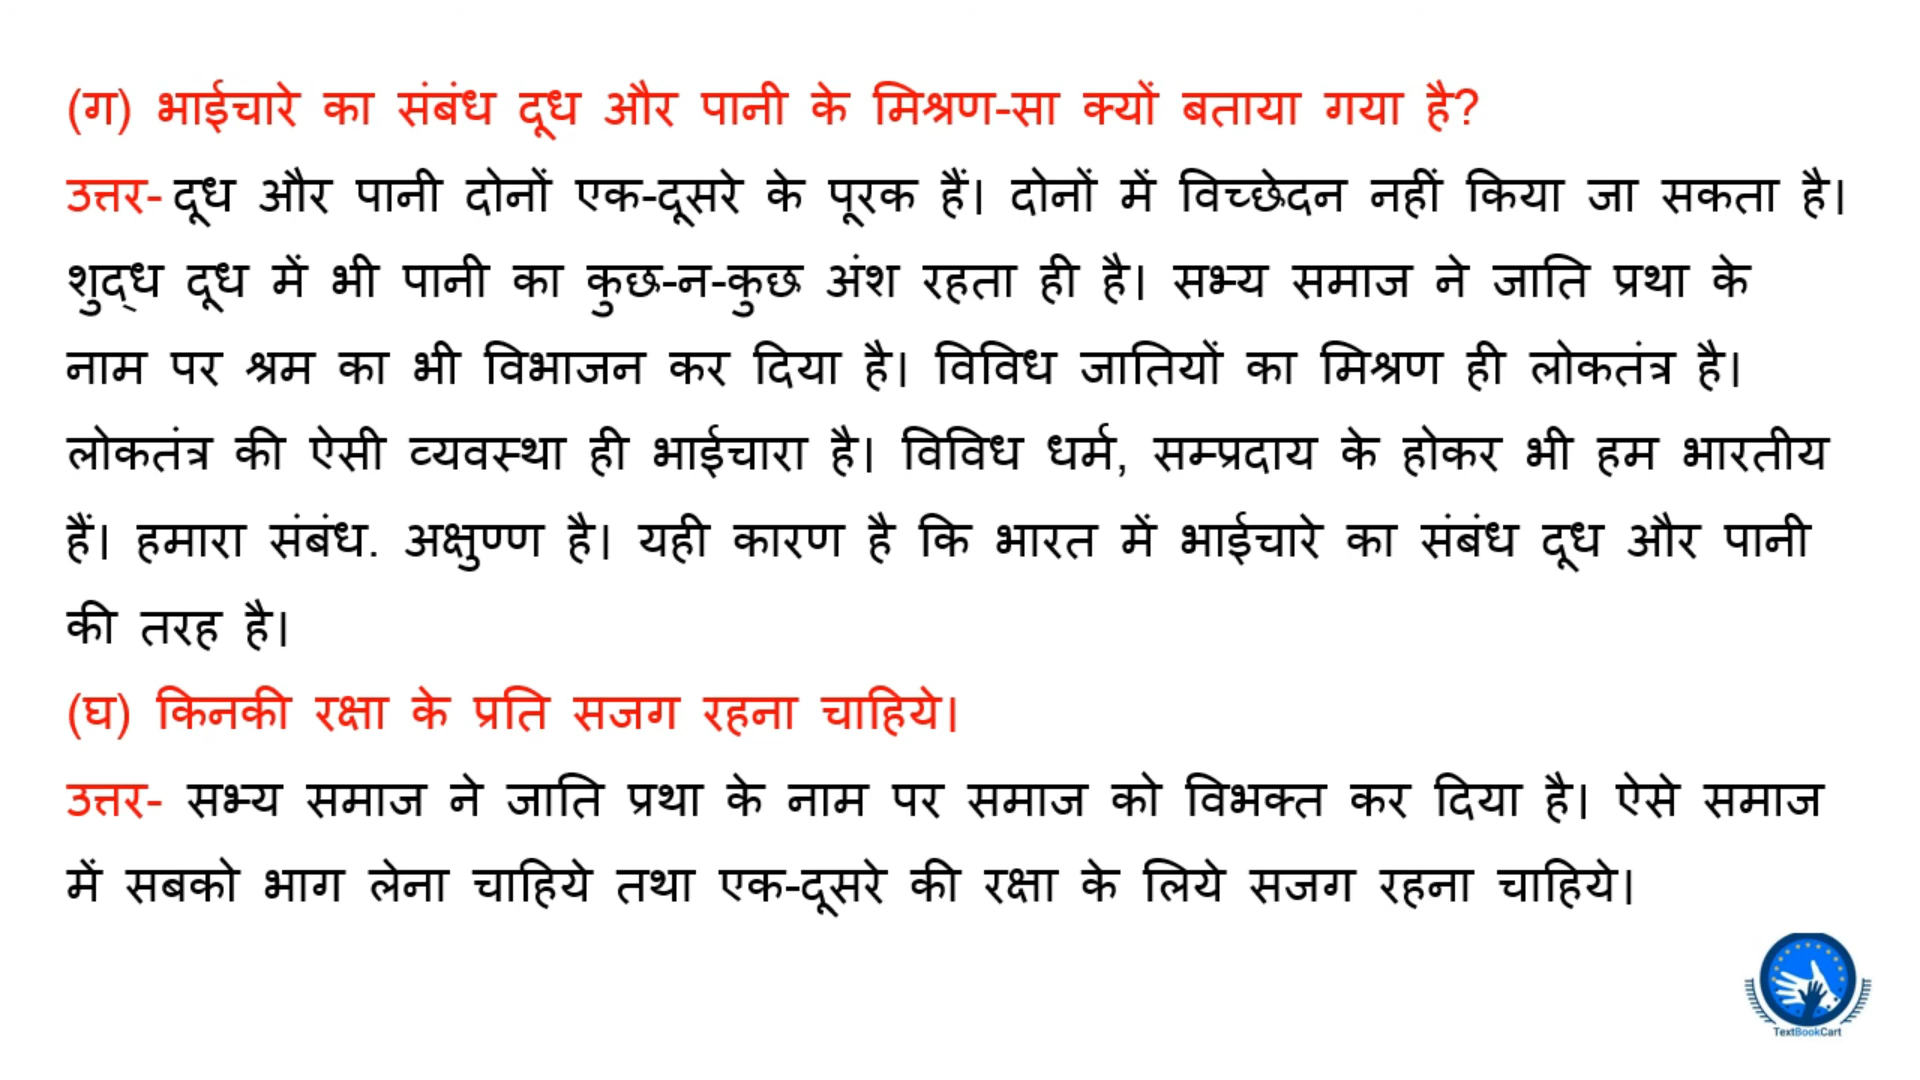 (ग) भाईचारे का संबंध दूध और पानी के मिश्रण-सा क्यों बताया गया है?
उत्तर- दूध और पानी दोनों एक-दूसरे के पूरक हैं। दोनों में विच्छेदन नहीं किया जा सकता है।
शुद्ध दूध में भी पानी का कुछ-न-कुछ अंश रहता ही है। सभ्य समाज ने जाति प्रथा के
नाम पर श्रम का भी विभाजन कर दिया है। विविध जातियों का मिश्रण ही लोकतंत्र है।
लोकतंत्र की ऐसी व्यवस्था ही भाईचारा है। विविध धर्म, सम्प्रदाय के होकर भी हम भारतीय
हैं। हमारा संबंध. अक्षुण्ण है। यही कारण है कि भारत में भाईचारे का संबंध दूध और पानी
की तरह है।
(घ) किनकी रक्षा के प्रति सजग रहना चाहिये।
उत्तर- सभ्य समाज ने जाति प्रथा के नाम पर समाज को विभक्त कर दिया है। ऐसे समाज
में सबको भाग लेना चाहिये तथा एक-दूसरे की रक्षा के लिये सजग रहना चाहिये।
TextBookCart